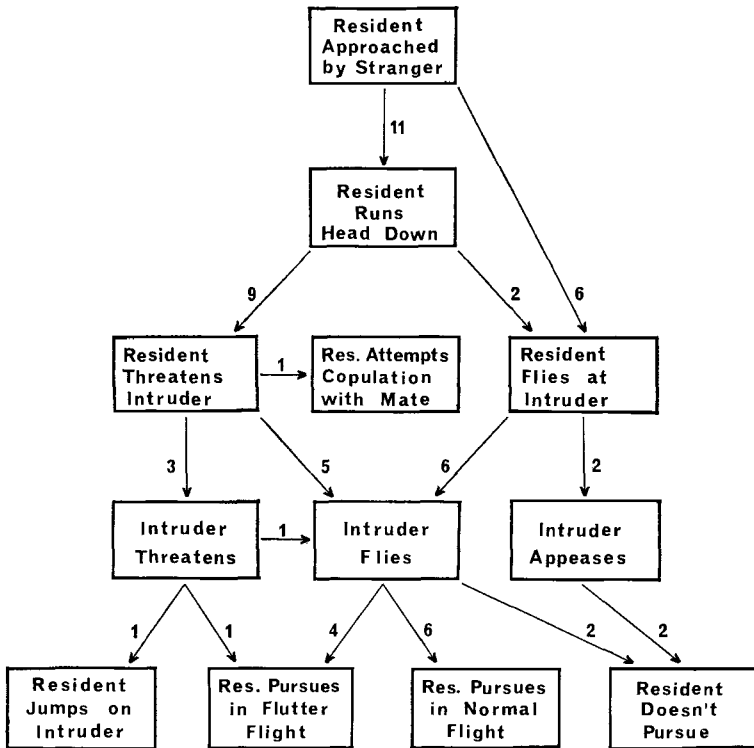 Resident
Approached
by Stranger
11
Resident
Runs
Head Down
6
9
2
Resident
Threatens
Intruder
1
Res. Attempts
Copulation
with Mate
Resident
Flies at
Intruder
3
5
6
2
Intruder
Threatens
1
Intruder
Flies
Intruder
Appeases
1
1
4
6
2
2
Resident
Jumps on
Intruder
Res. Pursues
in Flutter
Flight
Res. Pursues
in Normal
Flight
Resident
Doesn't
Pursue